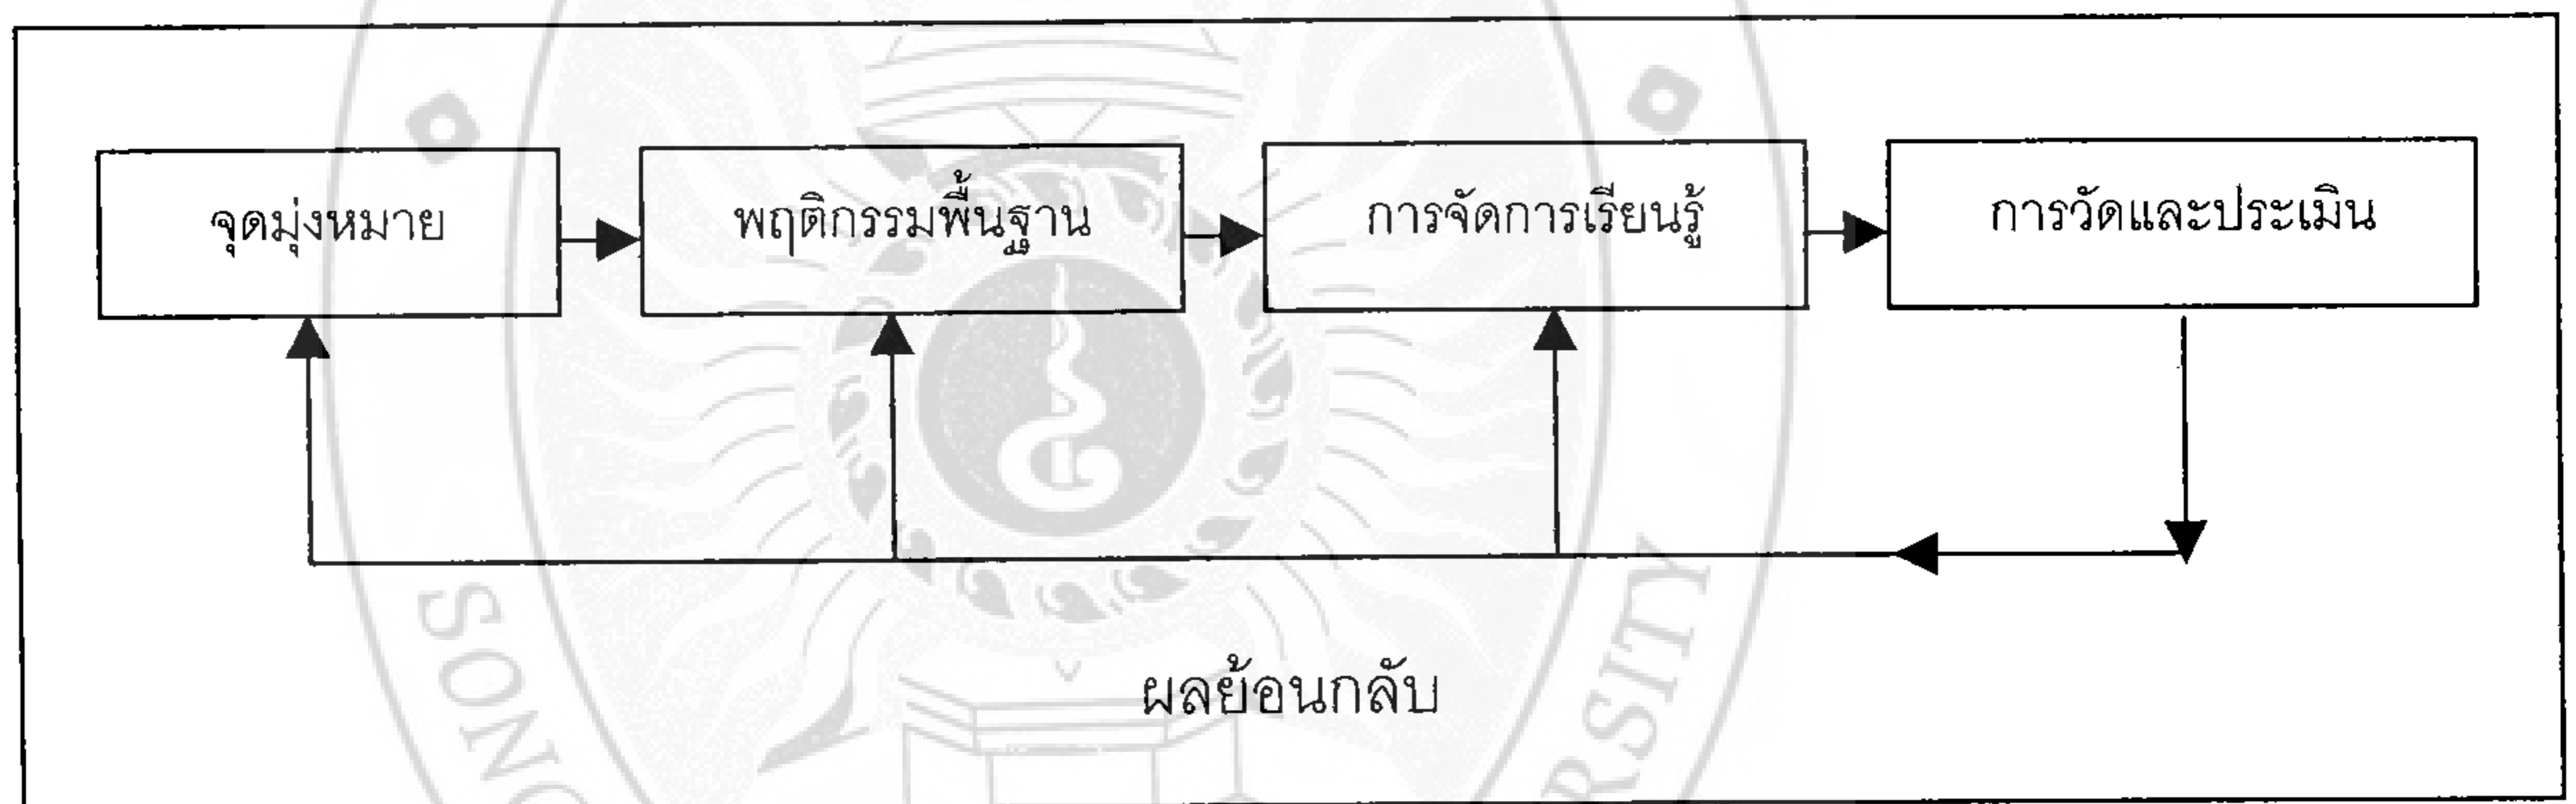 จุดมุ่งหมาย
พฤติกรรมพื้นฐาน
การจัดการเรียนรู้
การวัดและประเมิน
ผลย้อนกลับ